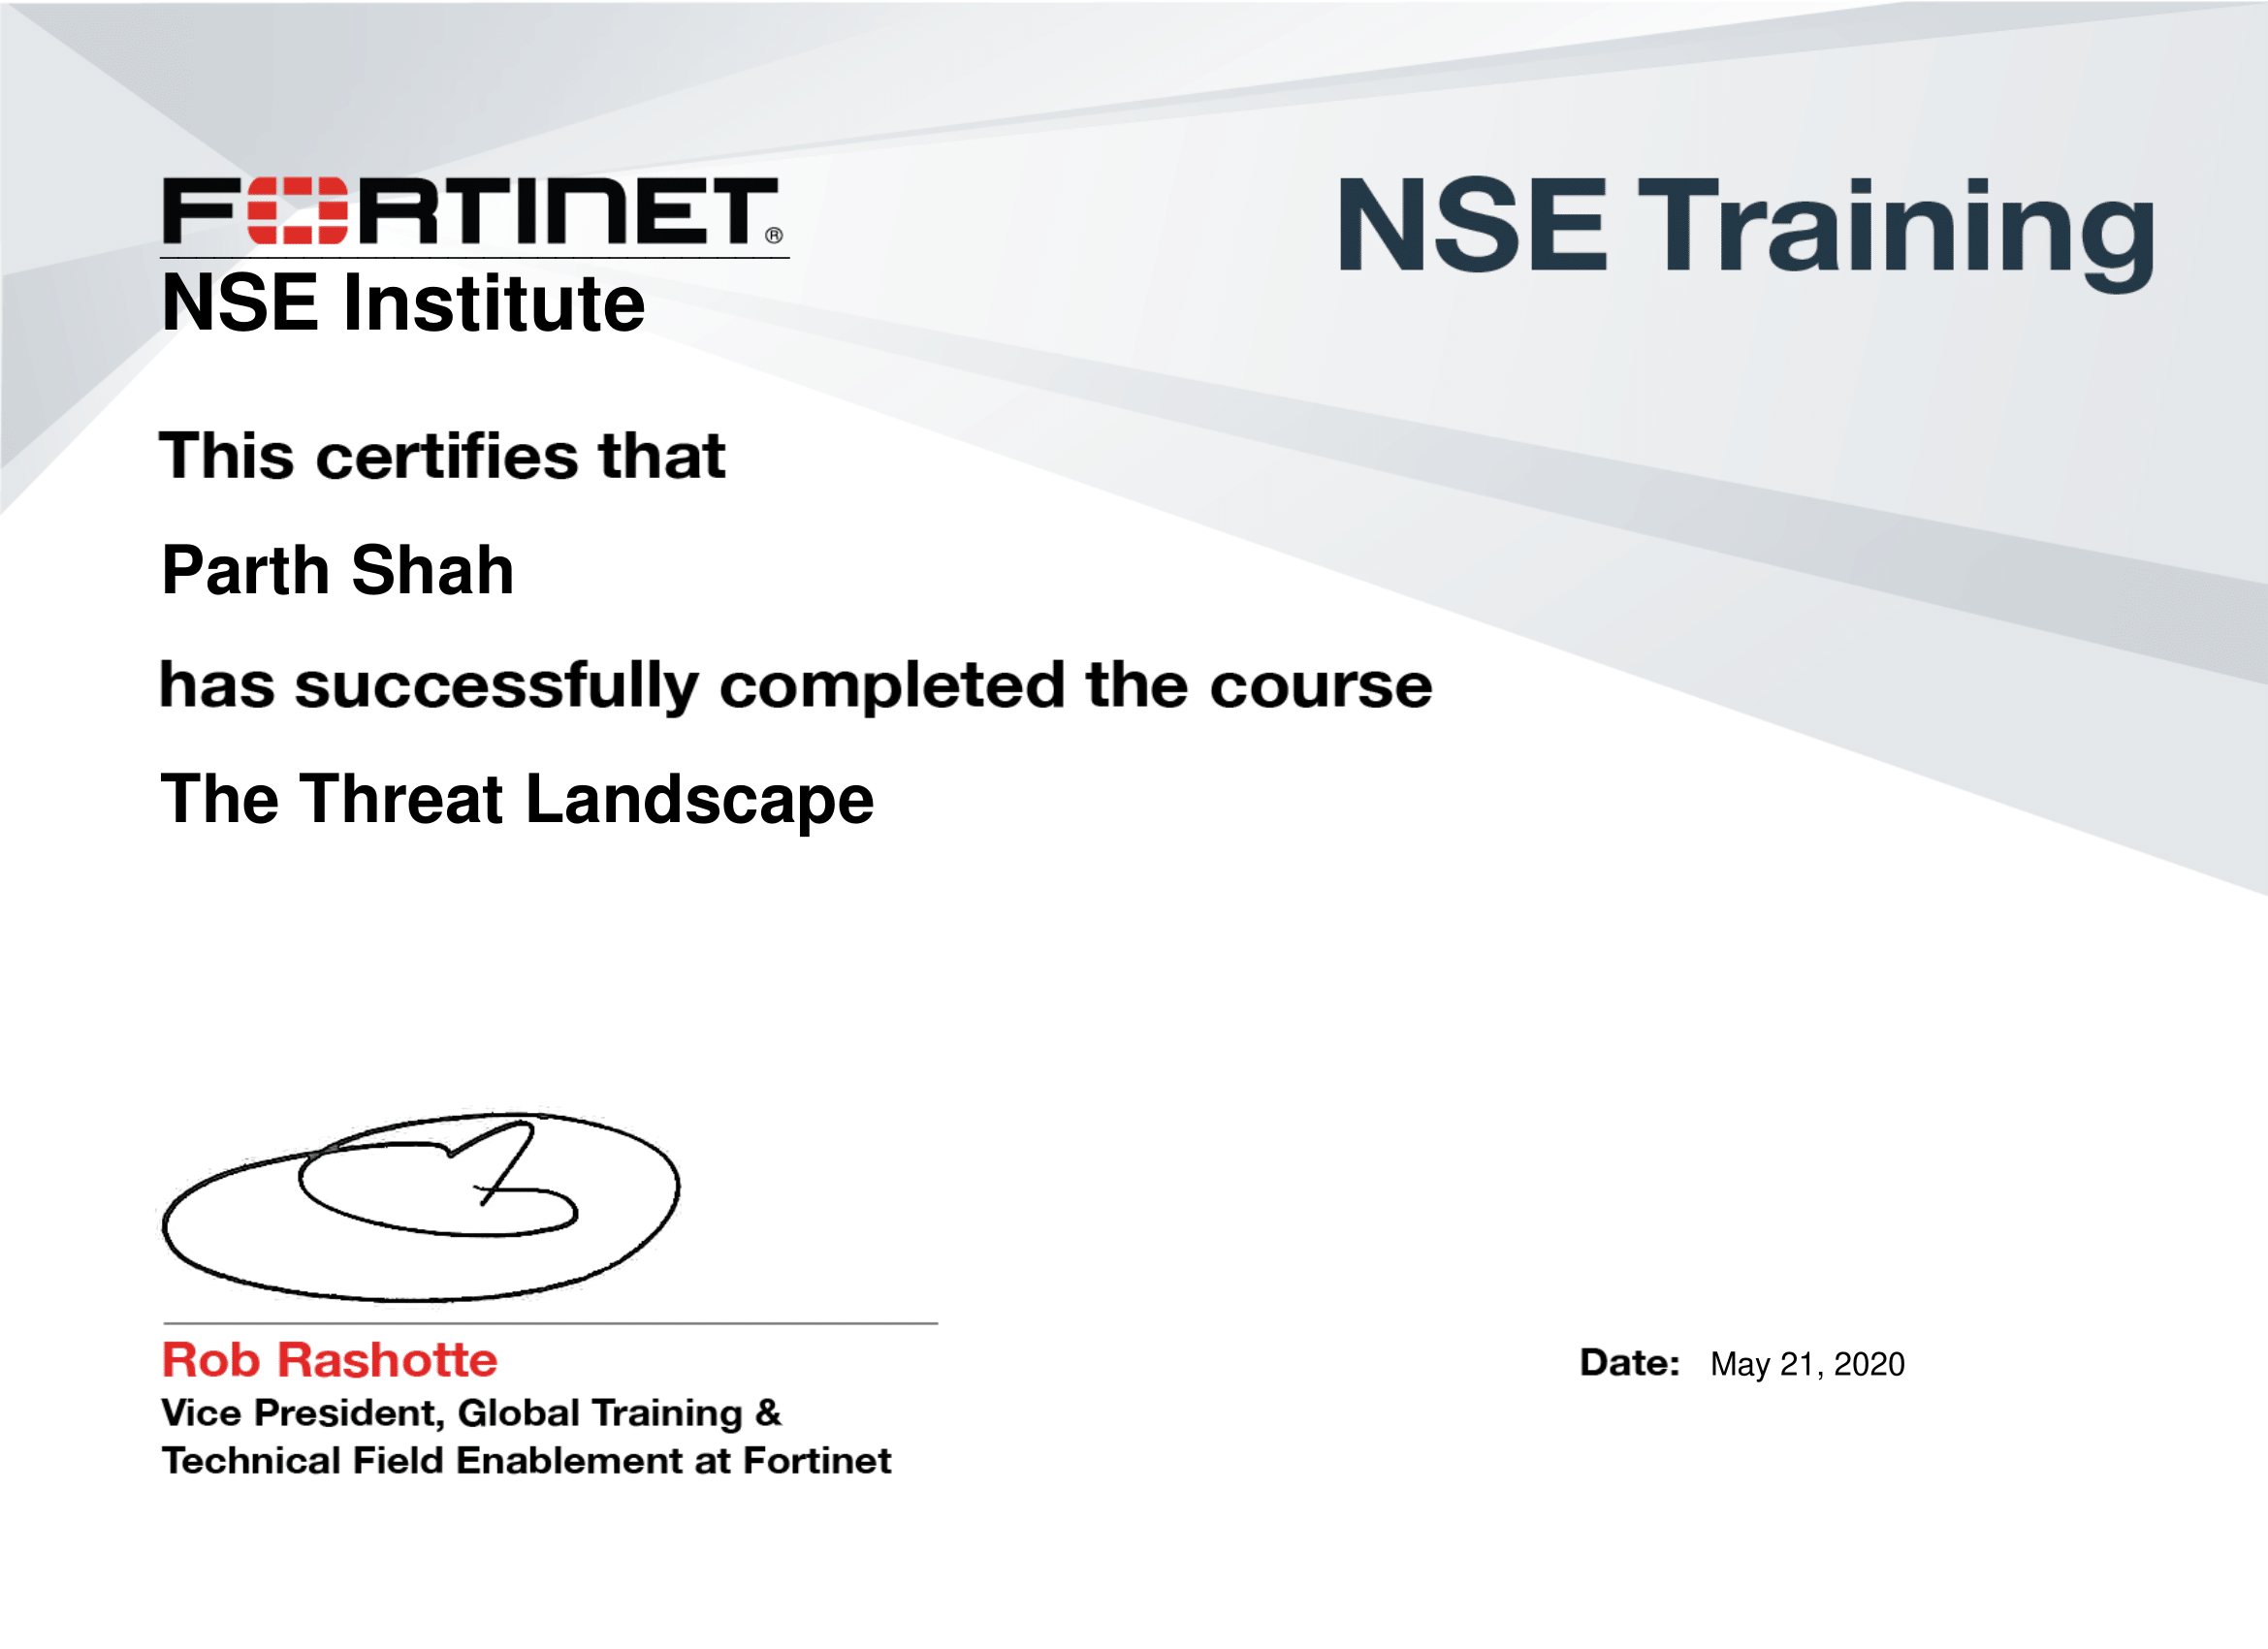 FORTINET®
NSE Training
NSE Institute
This certifies that
Parth Shah
has successfully completed the course
The Threat Landscape
Rob Rashotte
Date: May 21, 2020
Vice President, Global Training &
Technical Field Enablement at Fortinet